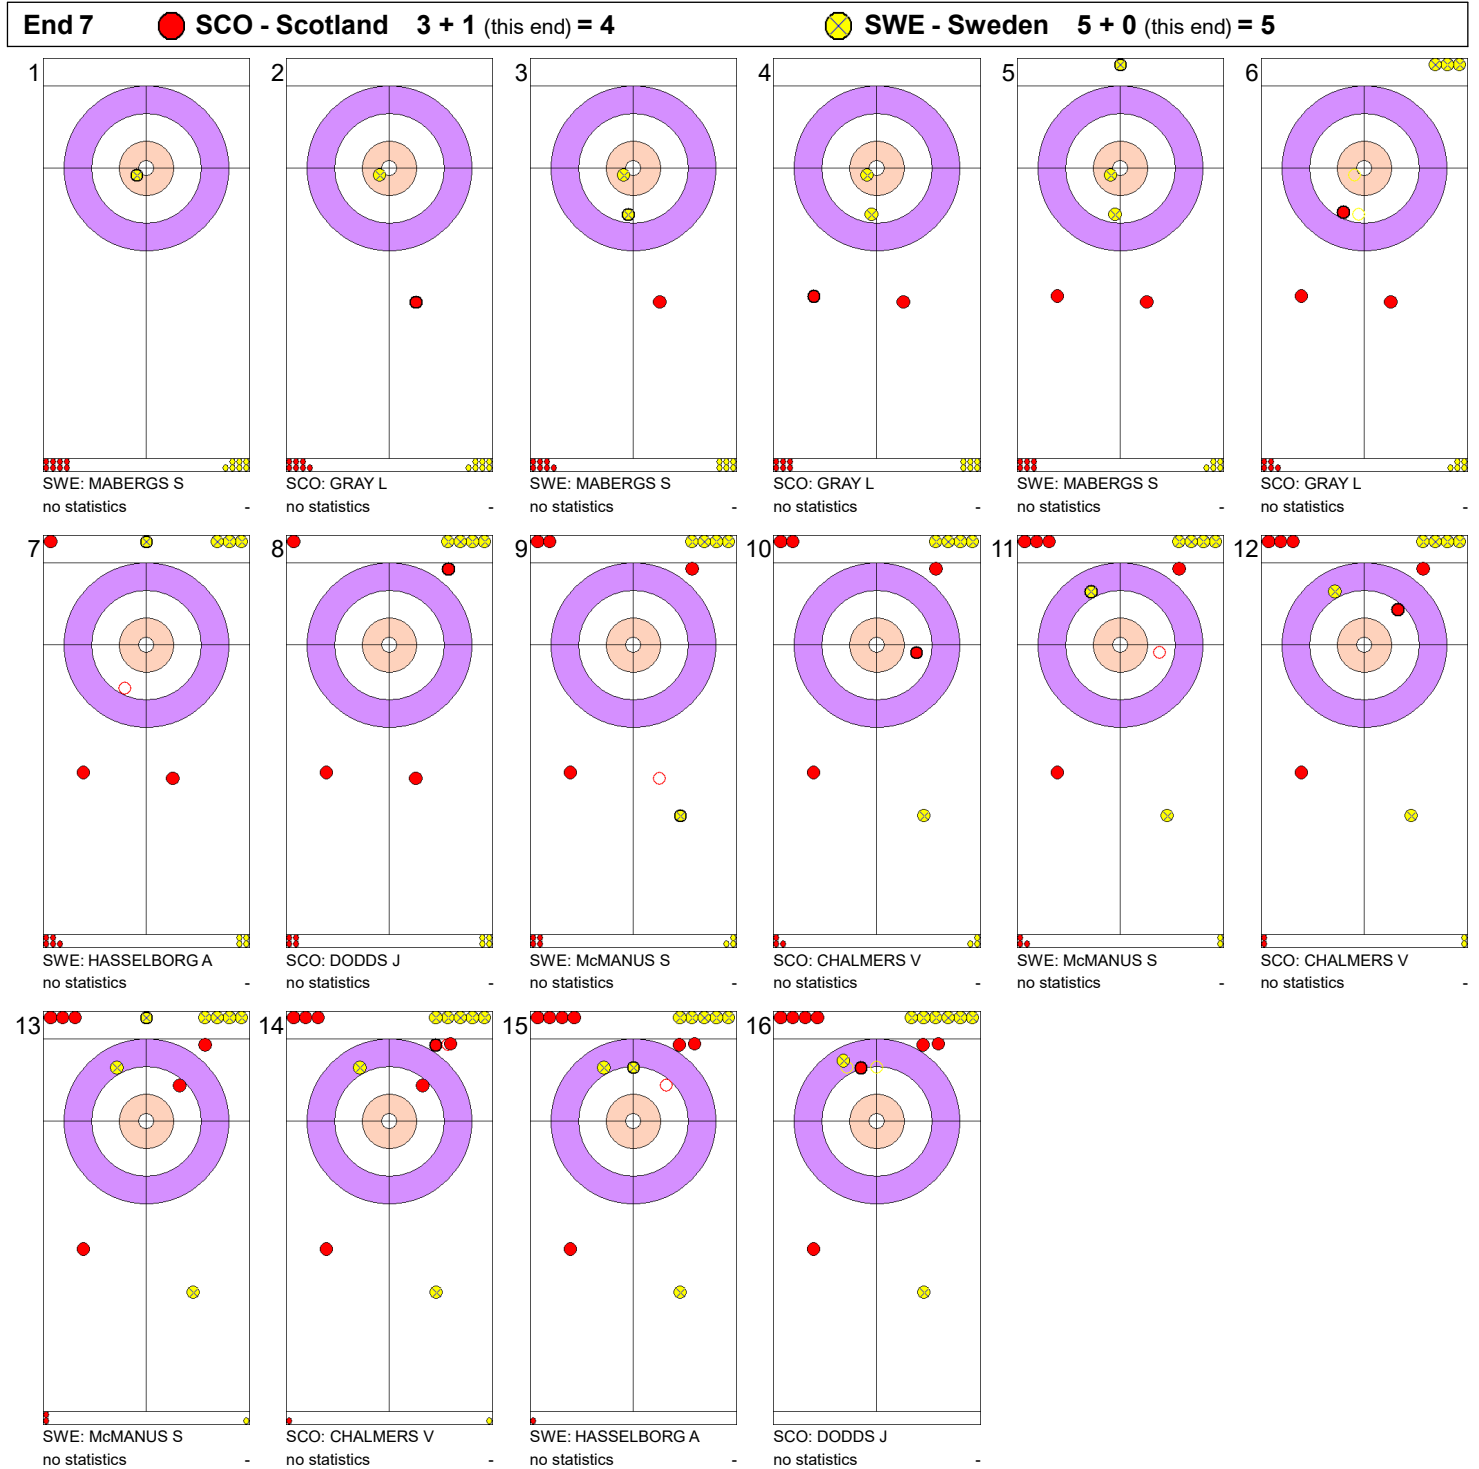 End 7 SCO - Scotland 3 + 1 (this end) = 4 SWE - Sweden 5 + 0 (this end) = 5
1 2 3 4 5 6
SWE: MABERGS S SCO: GRAY L SWE: MABERGS S SCO: GRAY L SWE: MABERGS S SCO: GRAY L
no statistics - no statistics - no statistics - no statistics - no statistics - no statistics -
7 8 9 10 11 12
SWE: HASSELBORG A SCO: DODDS J SWE: McMANUS S SCO: CHALMERS V SWE: McMANUS S SCO: CHALMERS V
no statistics - no statistics - no statistics - no statistics - no statistics - no statistics -
13 14 15 16
SWE: McMANUS S SCO: CHALMERS V SWE: HASSELBORG A SCO: DODDS J
no statistics - no statistics - no statistics - no statistics -